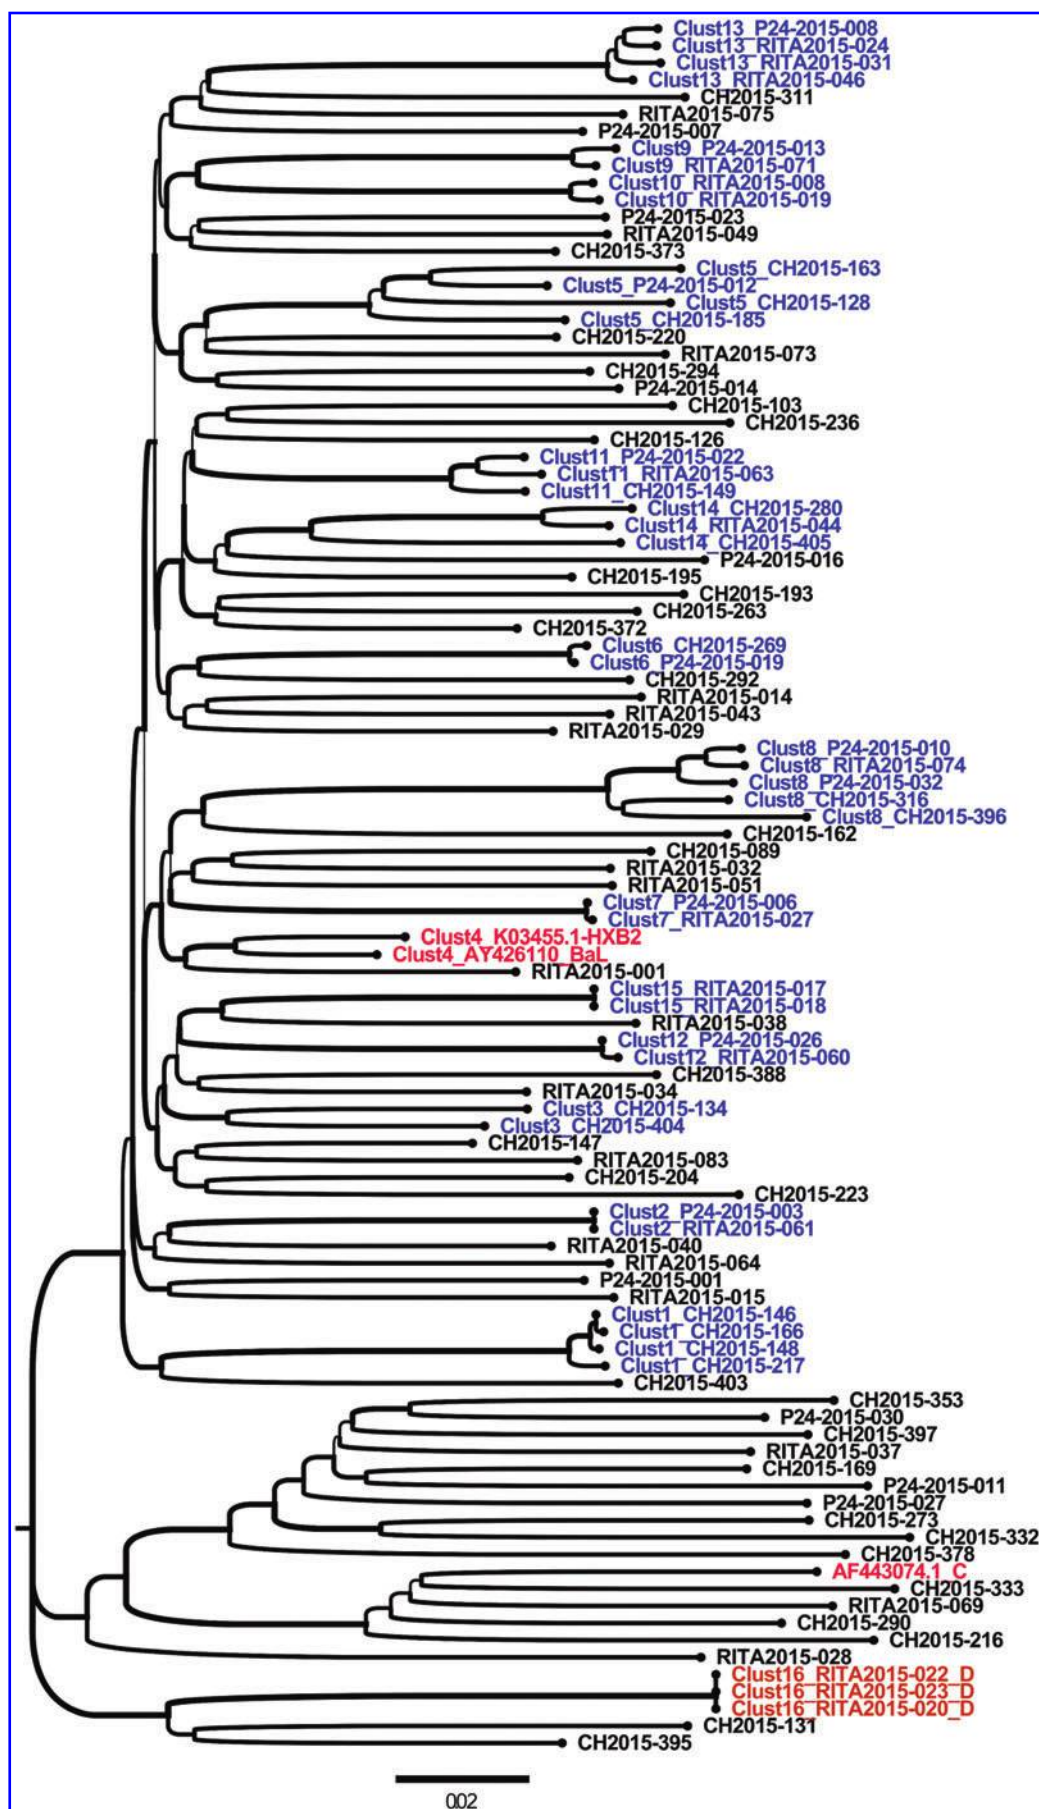 Clust13_P24-2015-008
Clust13_RITA2015-024
Clust13_RITA2015-031
Clust13_RITA2015-046
CH2015-311
RITA2015-075
P24-2015-007
Clust9_P24-2015-013
Clust9_RITA2015-071
Clust10_RITA2015-008
Clust10_RITA2015-019
P24-2015-023
RITA2015-049
CH2015-373
Clust5_CH2015-163
Clust5_P24-2015-012
Clust5_CH2015-128
Clust5_CH2015-185
CH2015-220
RITA2015-073
CH2015-294
P24-2015-014
CH2015-103
CH2015-236
CH2015-126
Clust11_P24-2015-022
Clust11_RITA2015-063
Clust11_CH2015-149
Clust14_CH2015-280
Clust14_RITA2015-044
Clust14_CH2015-405
P24-2015-016
CH2015-195
CH2015-193
CH2015-263
CH2015-372
Clust6_CH2015-269
Clust6_P24-2015-019
CH2015-292
RITA2015-014
RITA2015-043
RITA2015-029
Clust8_P24-2015-010
Clust8_RITA2015-074
Clust8_P24-2015-032
Clust8_CH2015-316
Clust8_CH2015-396
CH2015-162
CH2015-089
RITA2015-032
RITA2015-051
Clust7_P24-2015-006
Clust7_RITA2015-027
Clust4_K03455.1-HXB2
Clust4_AY426110_BaL
RITA2015-001
Clust15_RITA2015-017
Clust15_RITA2015-018
RITA2015-038
Clust12_P24-2015-026
Clust12_RITA2015-060
CH2015-388
RITA2015-034
Clust3_CH2015-134
Clust3_CH2015-404
CH2015-147
RITA2015-083
CH2015-204
CH2015-223
Clust2_P24-2015-003
Clust2_RITA2015-061
RITA2015-040
RITA2015-064
P24-2015-001
RITA2015-015
Clust1_CH2015-146
Clust1_CH2015-166
Clust1_CH2015-148
Clust1_CH2015-217
CH2015-403
CH2015-353
P24-2015-030
CH2015-397
RITA2015-037
CH2015-169
P24-2015-011
P24-2015-027
CH2015-273
CH2015-332
CH2015-378
AF443074.1_C
CH2015-333
RITA2015-069
CH2015-290
CH2015-216
RITA2015-028
Clust16_RITA2015-022_D
Clust16_RITA2015-023_D
Clust16_RITA2015-020_D
CH2015-131
CH2015-395
0.02